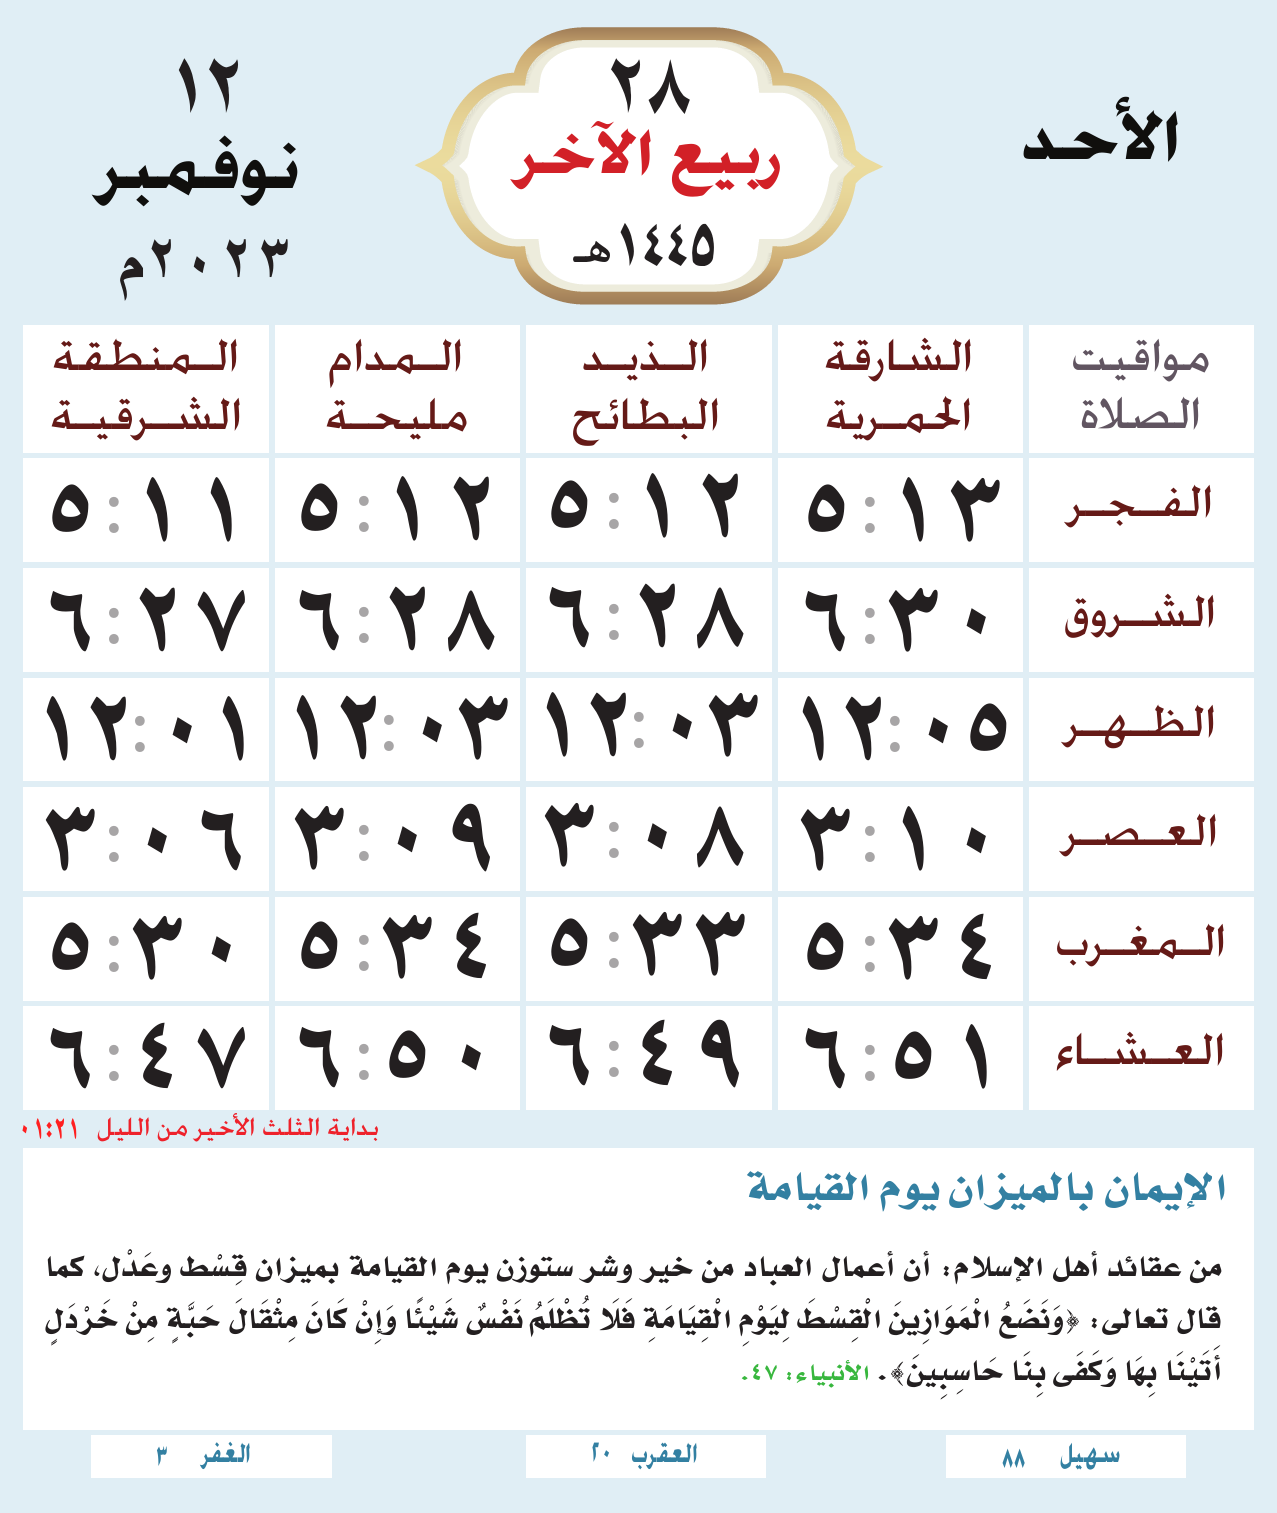 الأحد
٢٨
ربيع الآخر
١٤٤٥هـ
١٢
نوفمبر
٢٠٢٣م
مواقيت الصلاة
الشارقة الحمرية
الذيد البطائح
المدام مليحة
المنطقة الشرقية
الفجر ٥:١٣ ٥:١٢ ٥:١٢ ٥:١١
الشروق ٦:٣٠ ٦:٢٨ ٦:٢٨ ٦:٢٧
الظهر ١٢:٠٥ ١٢:٠٣ ١٢:٠٣ ١٢:٠١
العصر ٣:١٠ ٣:٠٨ ٣:٠٩ ٣:٠٦
المغرب ٥:٣٤ ٥:٣٣ ٥:٣٤ ٥:٣٠
العشاء ٦:٥١ ٦:٤٩ ٦:٥٠ ٦:٤٧
بداية الثلث الأخير من الليل ٠١:٢١
الإيمان بالميزان يوم القيامة
من عقائد أهل الإسلام: أن أعمال العباد من خير وشر ستوزن يوم القيامة بميزان قِسْط وعَدْل، كما
قال تعالى: ﴿وَنَضَعُ الْمَوَازِينَ الْقِسْطَ لِيَوْمِ الْقِيَامَةِ فَلَا تُظْلَمُ نَفْسٌ شَيْئًا وَإِنْ كَانَ مِثْقَالَ حَبَّةٍ مِنْ خَرْدَلٍ
أَتَيْنَا بِهَا وَكَفَى بِنَا حَاسِبِينَ﴾. الأنبياء: ٤٧.
سهيل ٨٨
العقرب ٢٠
الغفر ٣